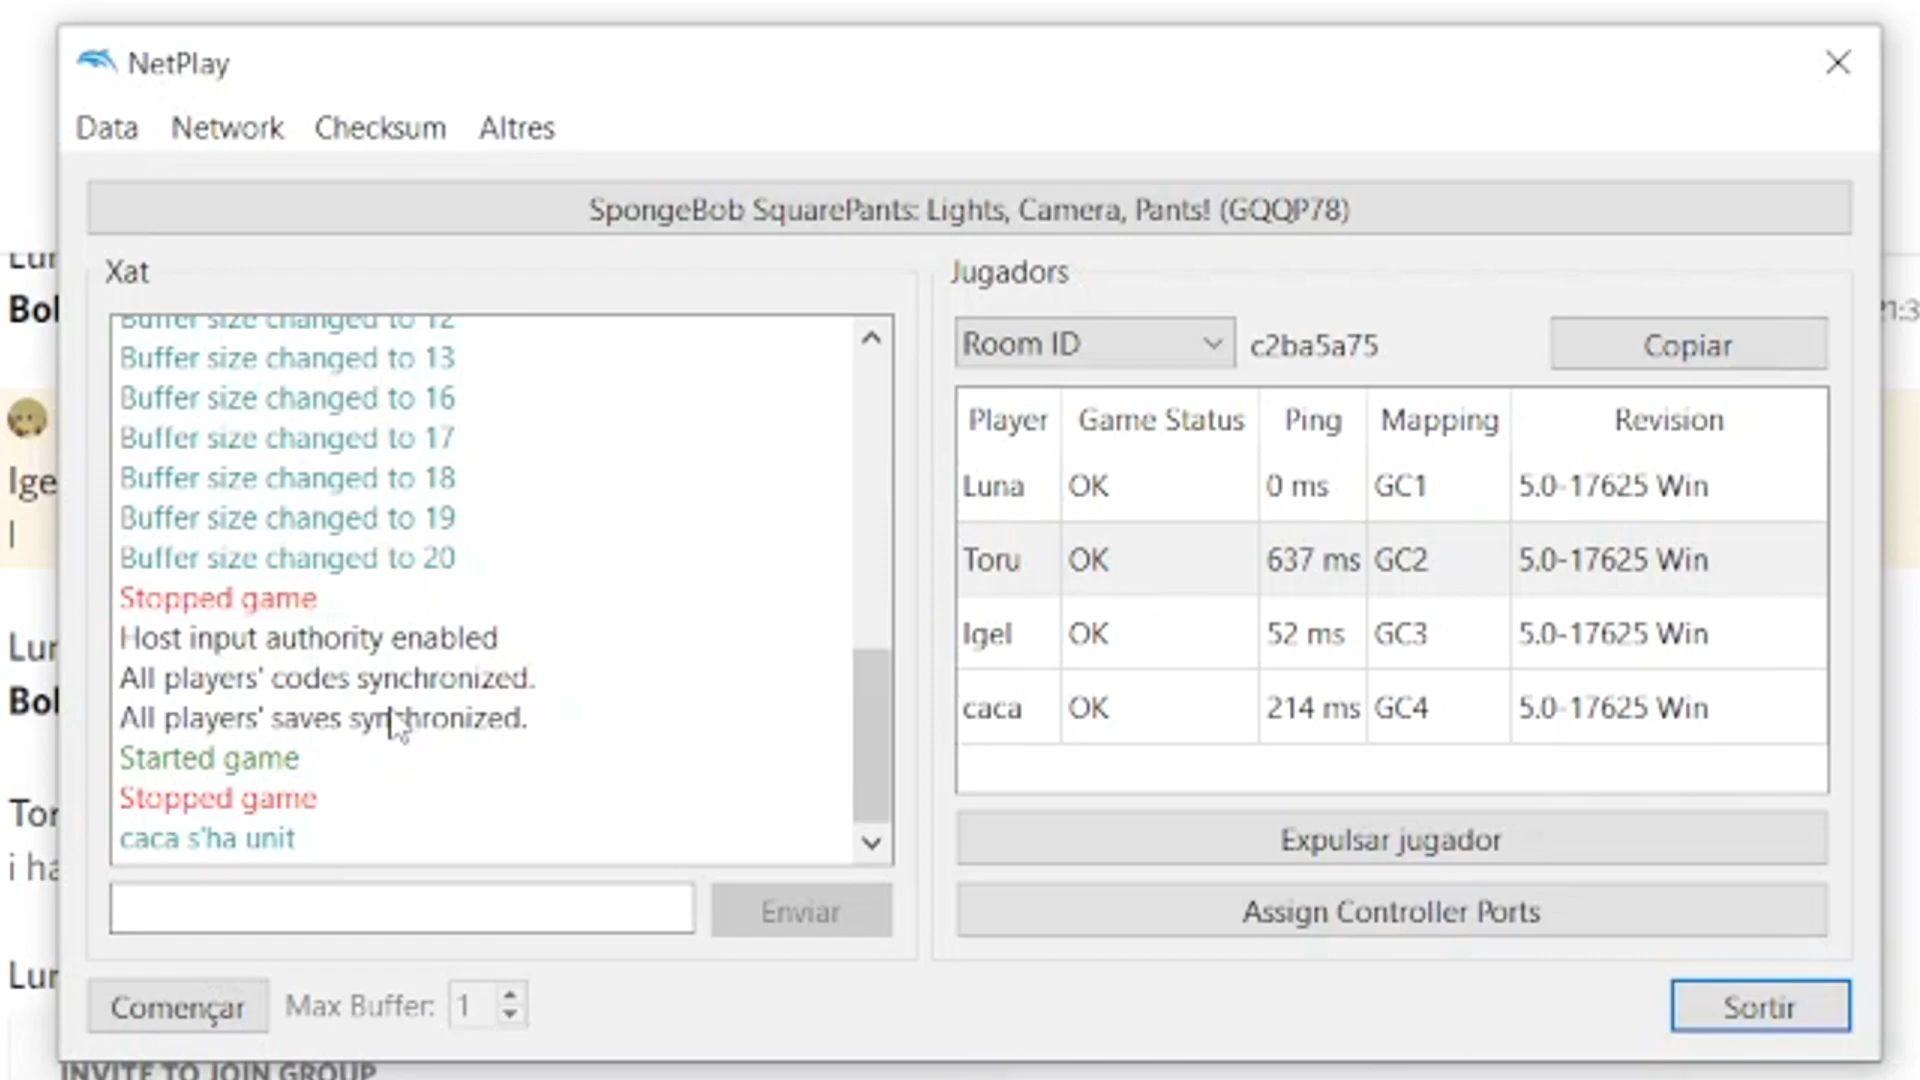 NetPlay
Data Network Checksum Altres
SpongeBob SquarePants: Lights, Camera, Pants! (GQQP78)
Xat
Buffer size changed to 12
Buffer size changed to 13
Buffer size changed to 16
Buffer size changed to 17
Buffer size changed to 18
Buffer size changed to 19
Buffer size changed to 20
Stopped game
Host input authority enabled
All players' codes synchronized.
All players' saves synchronized.
Started game
Stopped game
caca s'ha unit
Enviar
Començar Max Buffer: 1
Jugadors
Room ID c2ba5a75 Copiar
Player Game Status Ping Mapping Revision
Luna OK 0 ms GC1 5.0-17625 Win
Toru OK 637 ms GC2 5.0-17625 Win
Igel OK 52 ms GC3 5.0-17625 Win
caca OK 214 ms GC4 5.0-17625 Win
Expulsar jugador
Assign Controller Ports
Sortir
INVITE TO JOIN GROUP